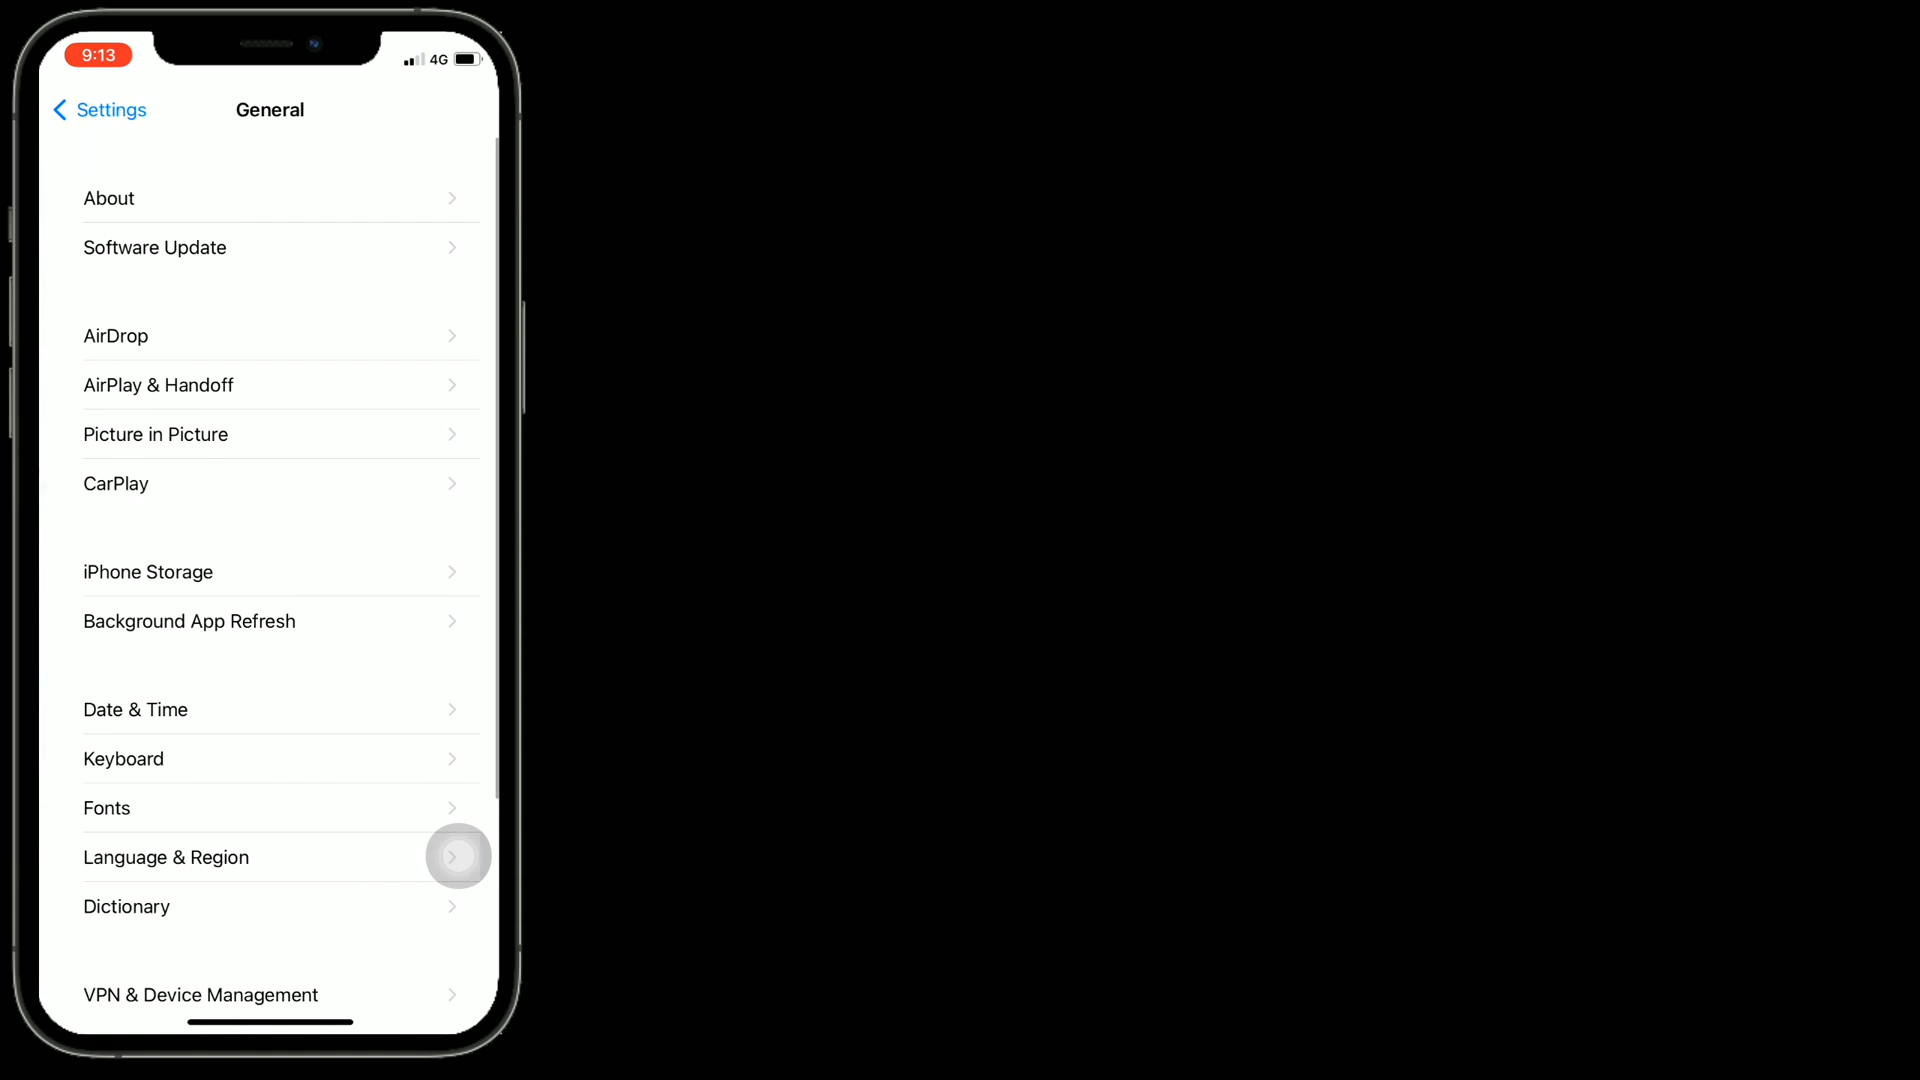 9:13
4G
Settings
General
About
Software Update
AirDrop
AirPlay & Handoff
Picture in Picture
CarPlay
iPhone Storage
Background App Refresh
Date & Time
Keyboard
Fonts
Language & Region
Dictionary
VPN & Device Management